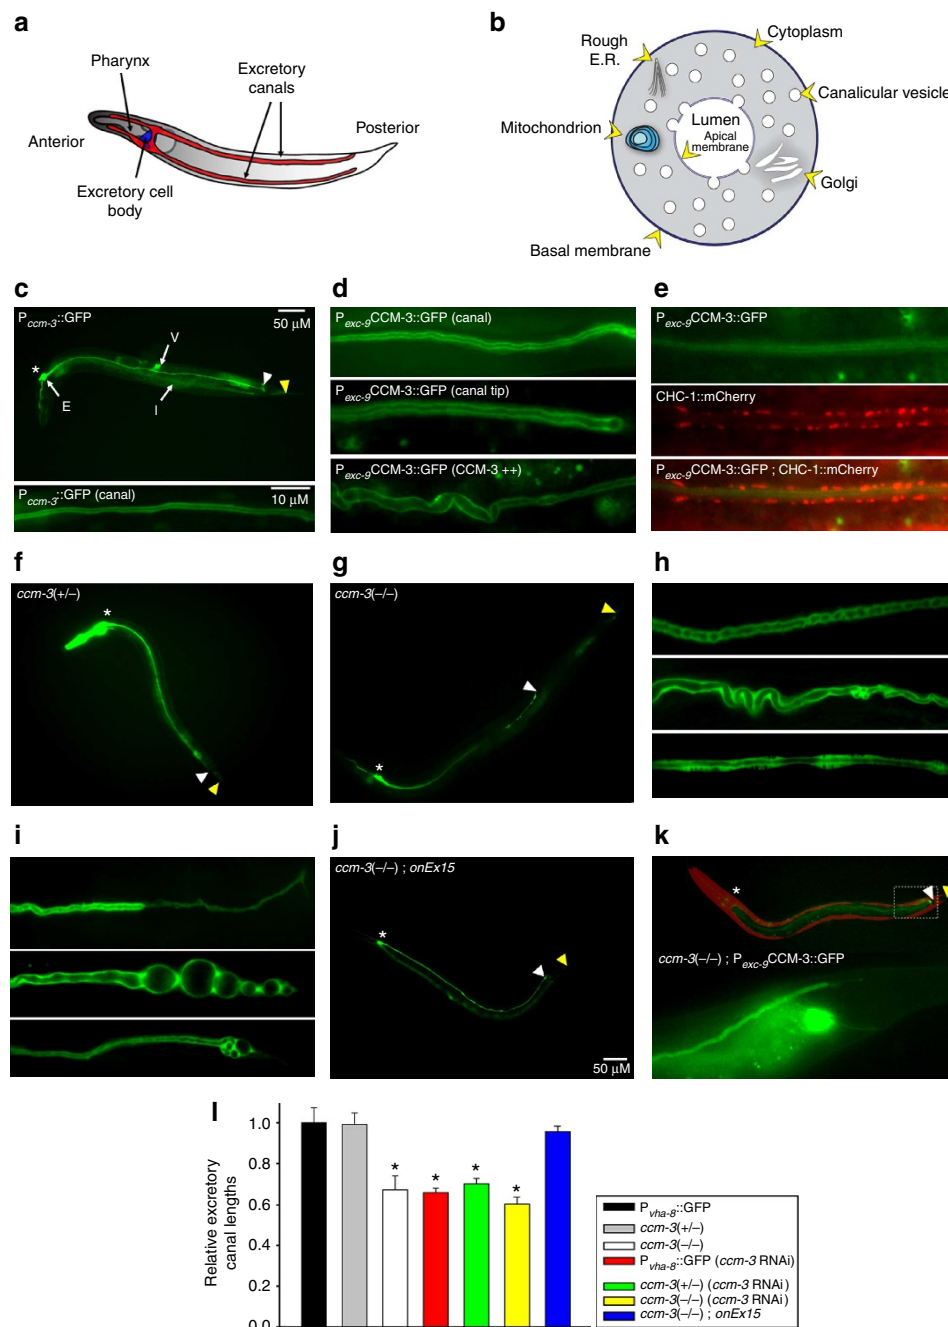 a
Pharynx
Excretory
canals
Anterior
Posterior
Excretory cell
body
b
Rough
E.R.
Cytoplasm
Canalicular vesicle
Lumen
Apical
membrane
Mitochondrion
Golgi
Basal membrane
c
Pccm-3::GFP
50 µM
V
*
E
I
Pccm-3::GFP (canal)
10 µM
d
Pexc-9CCM-3::GFP (canal)
Pexc-9CCM-3::GFP (canal tip)
Pexc-9CCM-3::GFP (CCM-3 ++)
e
Pexc-9CCM-3::GFP
CHC-1::mCherry
Pexc-9CCM-3::GFP ; CHC-1::mCherry
f
ccm-3(+/–)
*
g
ccm-3(–/–)
*
h
i
j
ccm-3(–/–) ; onEx15
*
50 µM
k
*
ccm-3(–/–) ; Pexc-9CCM-3::GFP
l
Relative excretory
canal lengths
1.0
0.8
0.6
0.4
0.2
0.0
* * * *
Pvha-8::GFP
ccm-3(+/–)
ccm-3(–/–)
Pvha-8::GFP (ccm-3 RNAi)
ccm-3(+/–) (ccm-3 RNAi)
ccm-3(–/–) (ccm-3 RNAi)
ccm-3(–/–) ; onEx15